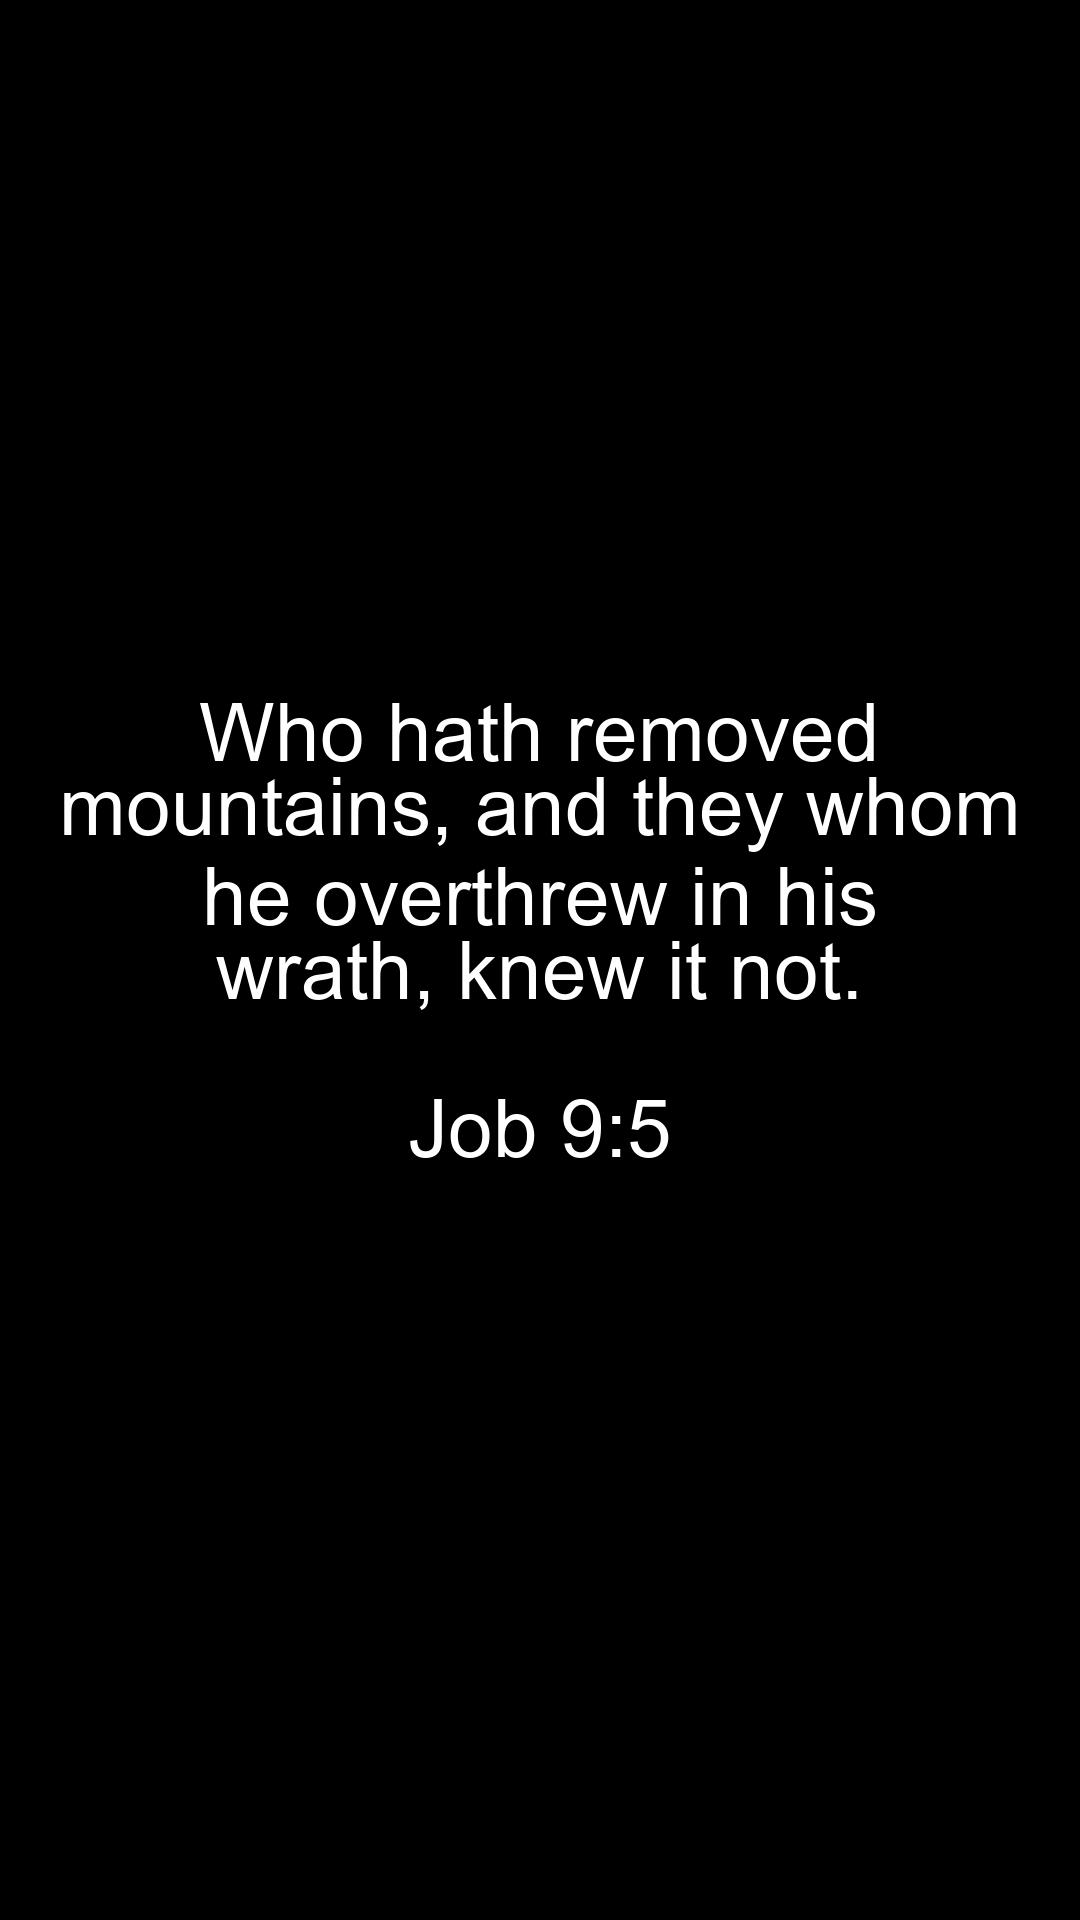 Who hath removed
mountains, and they whom
he overthrew in his
wrath, knew it not.
Job 9:5